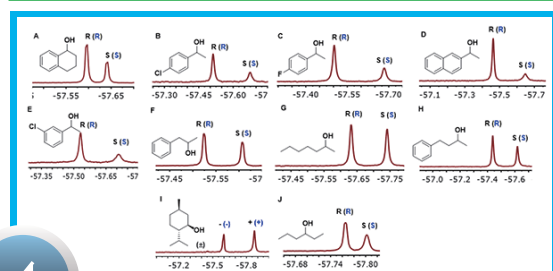 A
OH
R (R)
S (S)
-57.55
-57.65
B
OH
Cl
R (R)
S (S)
-57.30
-57.45
-57.60
-57
C
OH
F
R (R)
S (S)
-57.40
-57.55
-57.70
D
OH
R (R)
S (S)
-57.1
-57.3
-57.5
-57.7
E
Cl
OH
R (R)
S (S)
-57.35
-57.50
-57.65
-57
F
OH
R (R)
S (S)
-57.45
-57.55
-57
G
OH
R (R)
S (S)
-57.55
-57.65
-57.75
H
OH
R (R)
S (S)
-57.0
-57.2
-57.4
-57.6
I
OH
(±)
- (-)
+ (+)
-57.2
-57.5
-57.8
J
OH
R (R)
S (S)
-57.68
-57.74
-57.80